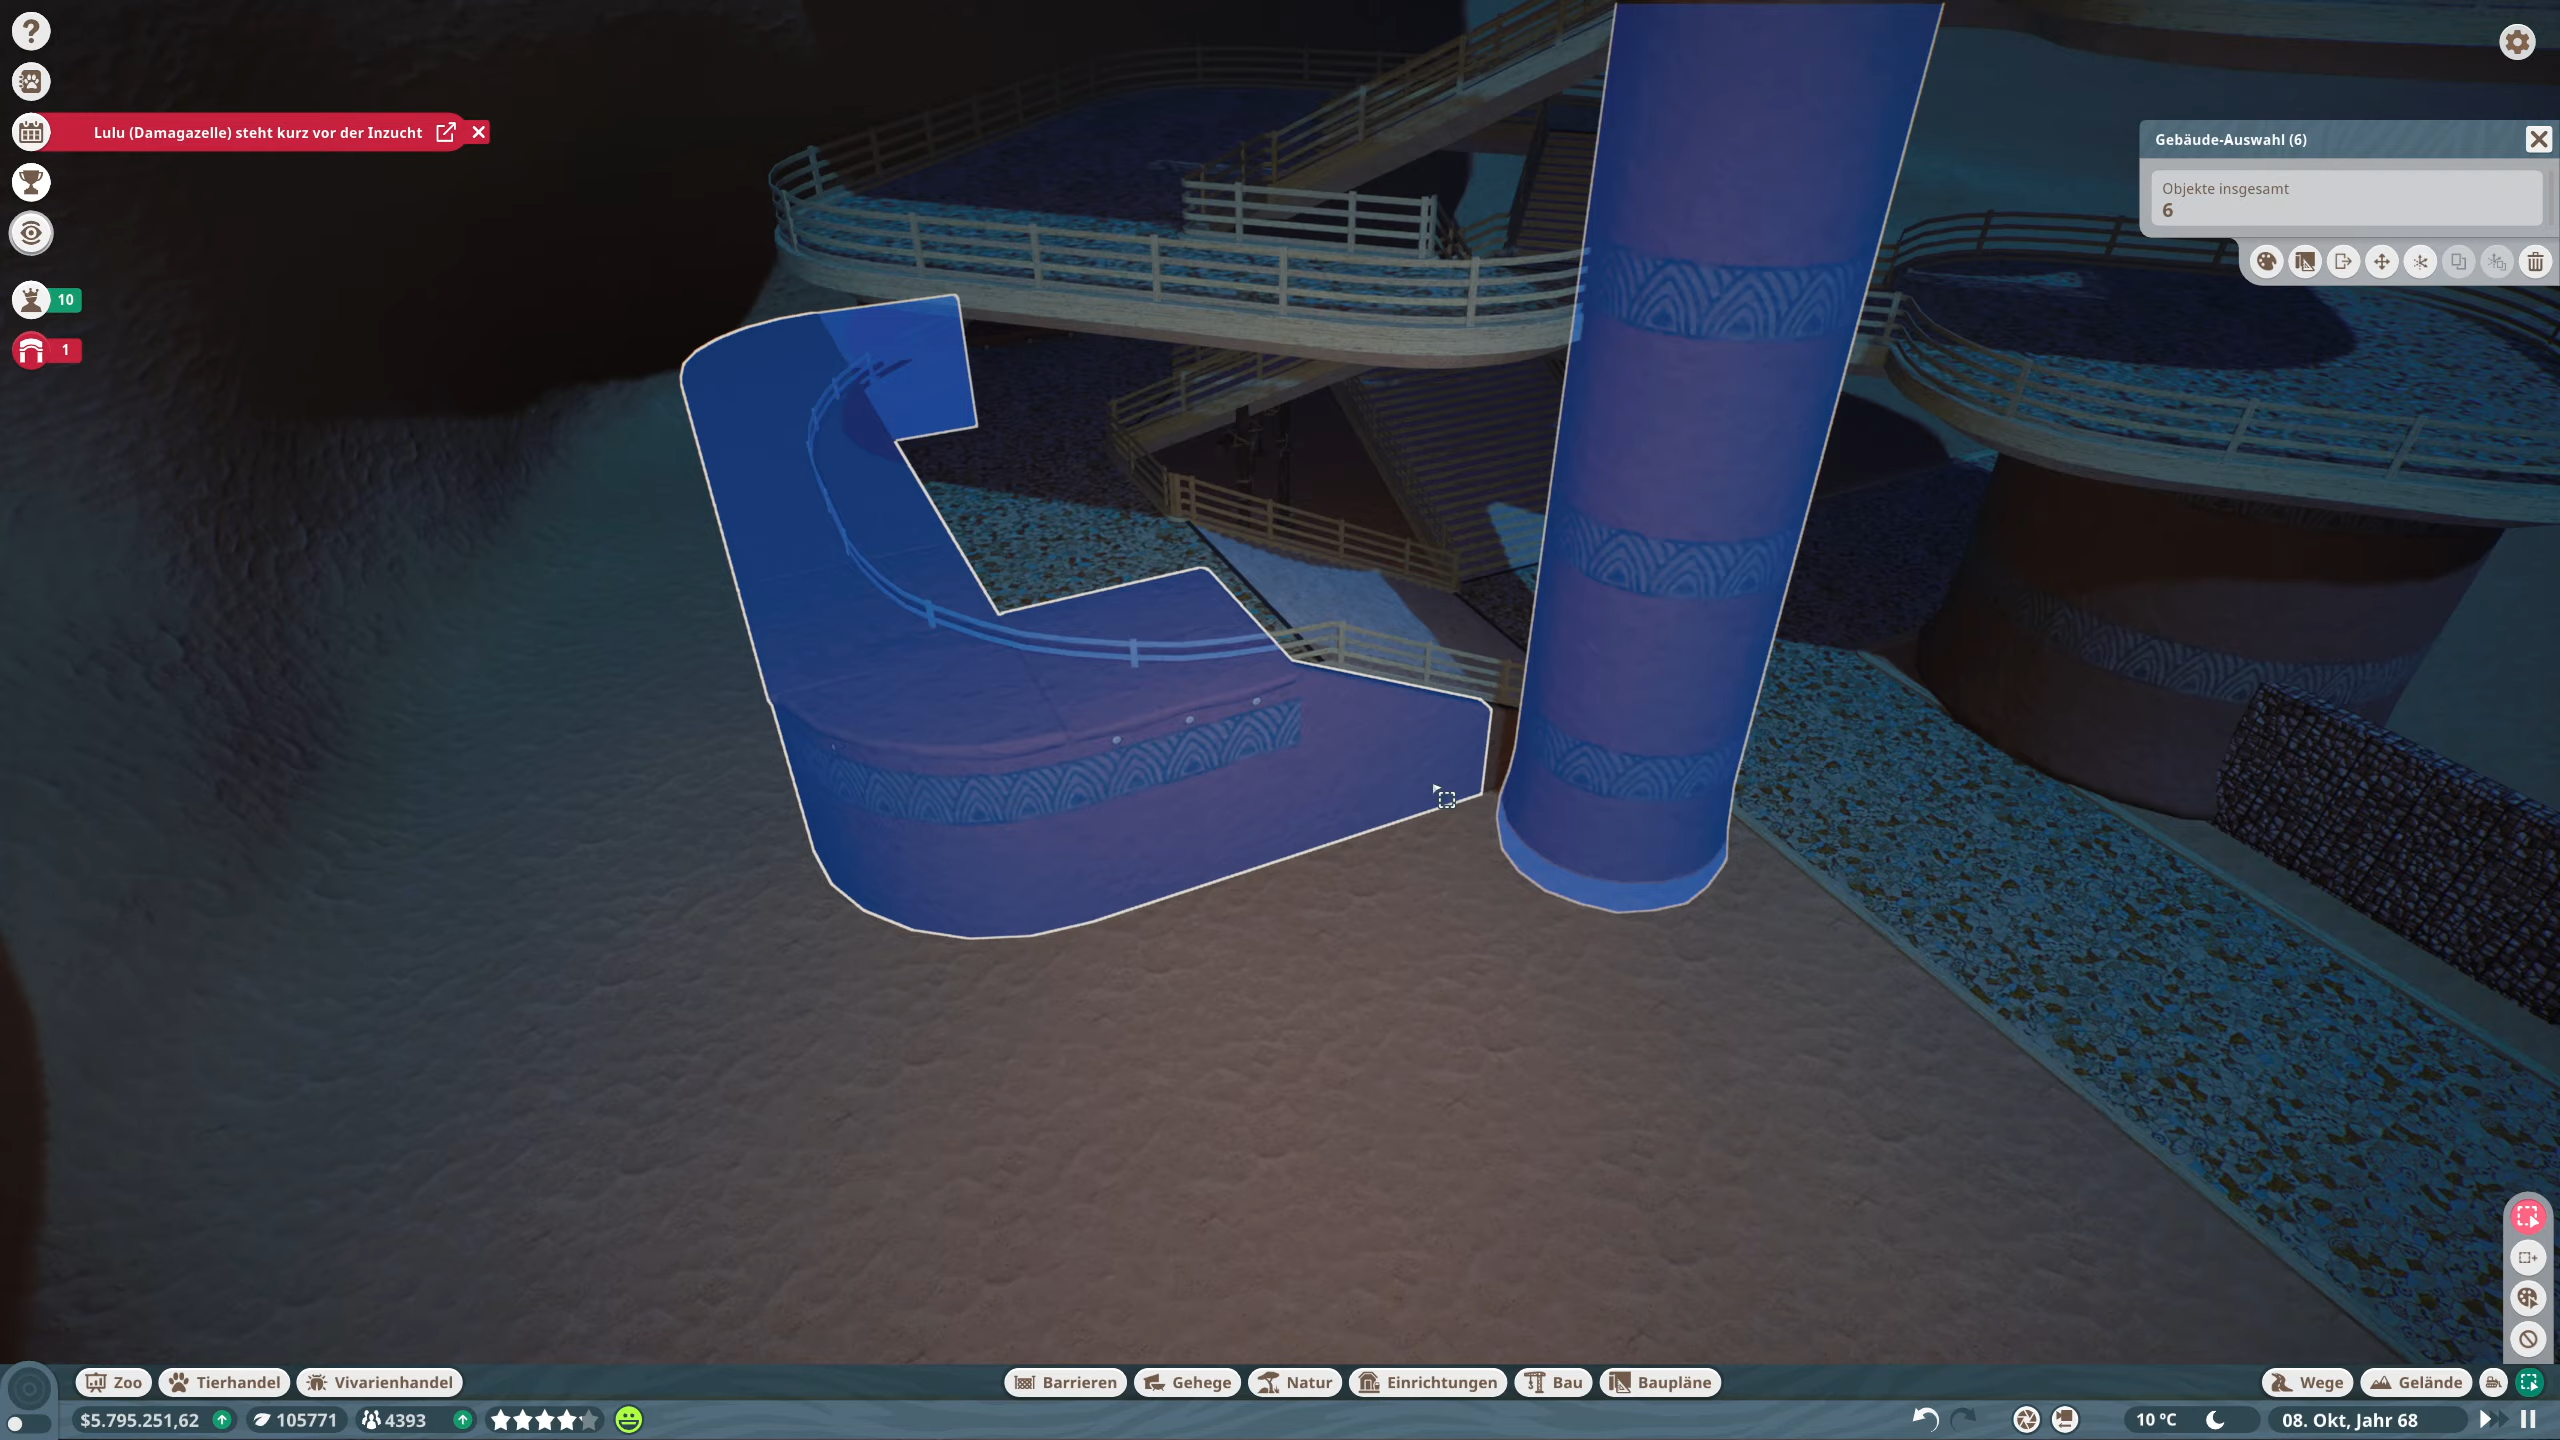 Lulu (Damagazelle) steht kurz vor der Inzucht
10
1
Gebäude-Auswahl (6)
Objekte insgesamt
6
Zoo
Tierhandel
Vivarienhandel
Barrieren
Gehege
Natur
Einrichtungen
Bau
Baupläne
Wege
Gelände
$5.795.251,62
105771
4393
10 °C
08. Okt, Jahr 68